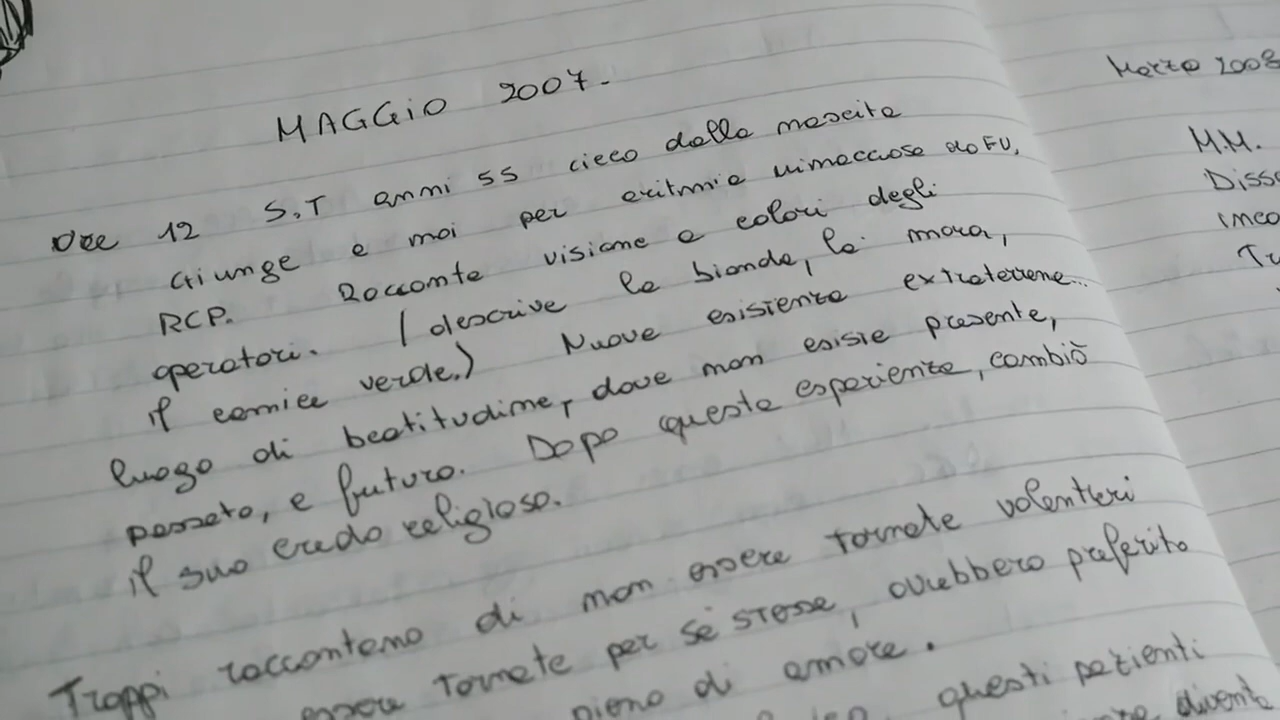 MAGGIO 2007.
Ore 12 S.T anni 55 cieco dalla nascita
Giunge a noi per aritmia minacciosa da FV,
RCP. Racconta visione a colori degli
operatori. (descrive la bionda, la mora,
il camice verde.) Nuova esistenza extraterrena...
luogo di beatitudine, dove non esiste presente,
passato, e futuro. Dopo questa esperienza, cambiò
il suo credo religioso.
Troppi raccontano di non essere tornate volentieri
essere tornate per sé stesse, avrebbero preferito
pieno di amore.
questi pazienti
Marzo 2008
M.M.